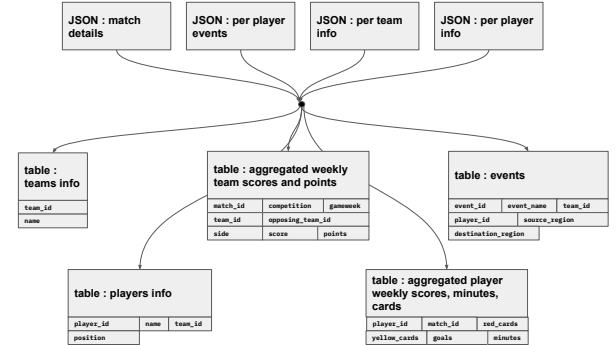 JSON : match
details
JSON : per player
events
JSON : per team
info
JSON : per player
info
table :
teams info
team_id
name
table : aggregated weekly
team scores and points
match_id competition gameweek
team_id opposing_team_id
side score points
table : events
event_id event_name team_id
player_id source_region
destination_region
table : players info
player_id name team_id
position
table : aggregated player
weekly scores, minutes,
cards
player_id match_id red_cards
yellow_cards goals minutes